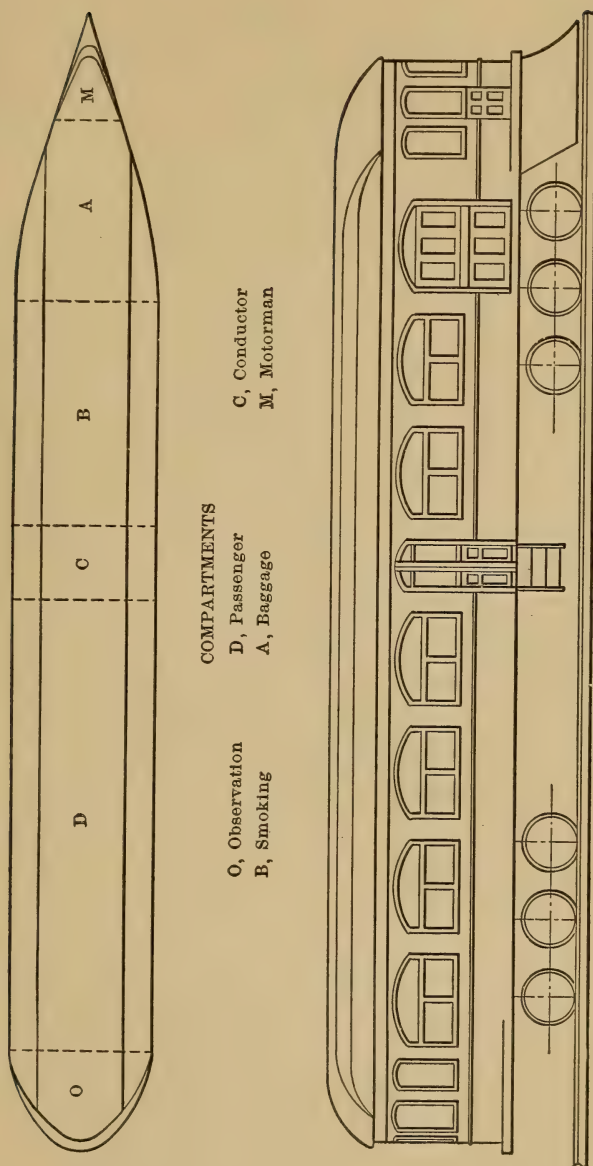 O D C B A M
COMPARTMENTS
O, Observation D, Passenger C, Conductor
B, Smoking A, Baggage M, Motorman